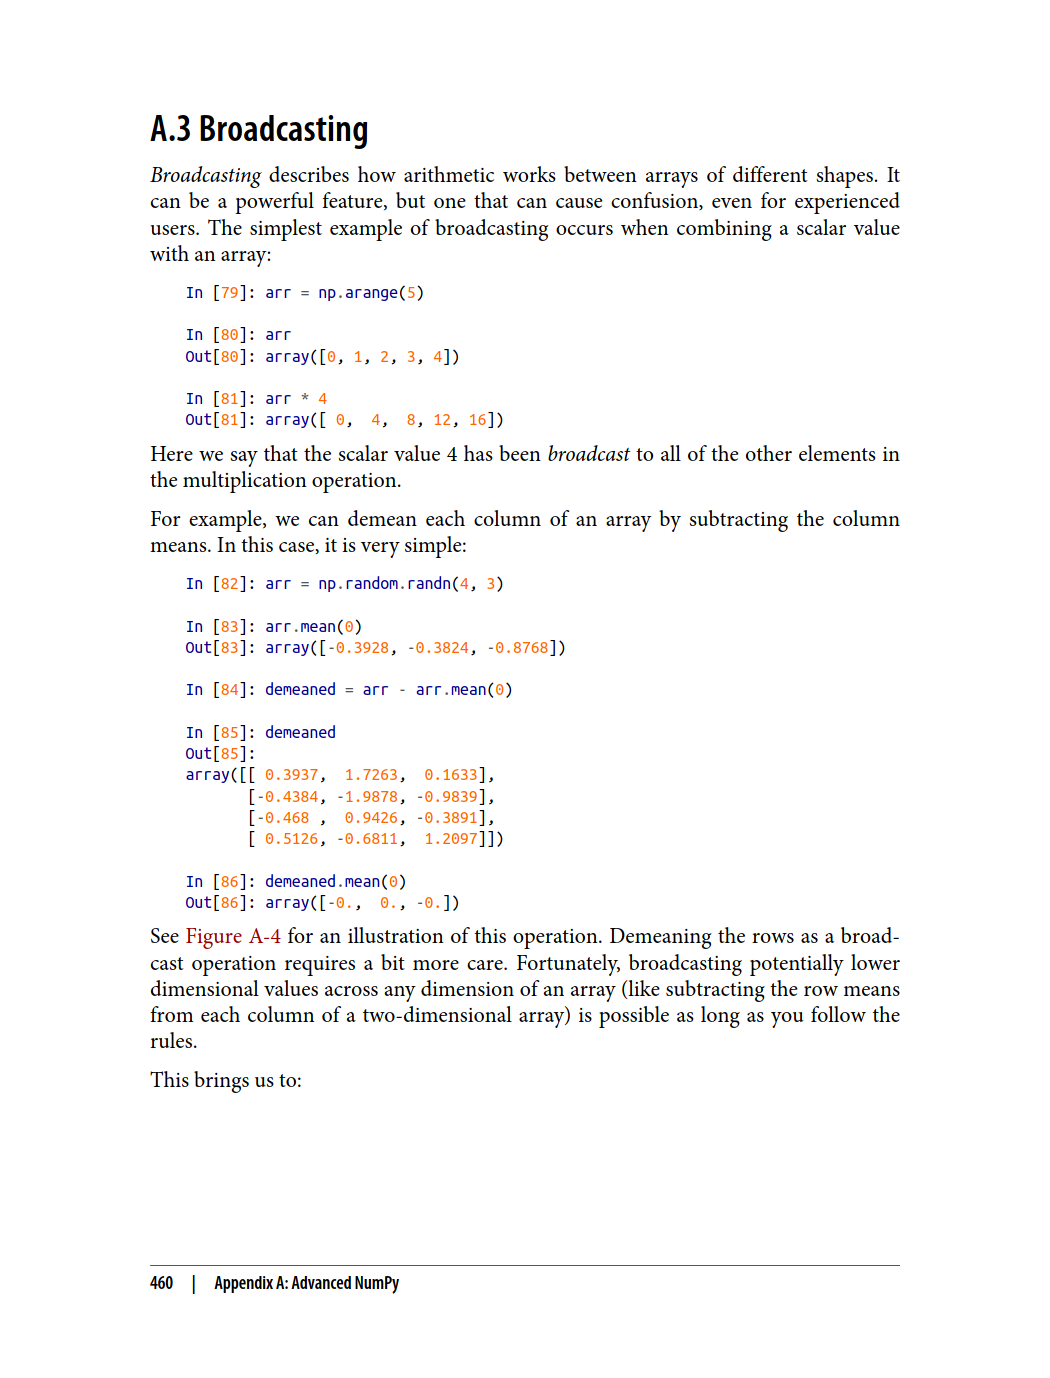 A.3 Broadcasting
Broadcasting describes how arithmetic works between arrays of different shapes. It
can be a powerful feature, but one that can cause confusion, even for experienced
users. The simplest example of broadcasting occurs when combining a scalar value
with an array:
In [79]: arr = np.arange(5)
In [80]: arr
Out[80]: array([0, 1, 2, 3, 4])
In [81]: arr * 4
Out[81]: array([ 0,  4,  8, 12, 16])
Here we say that the scalar value 4 has been broadcast to all of the other elements in
the multiplication operation.
For example, we can demean each column of an array by subtracting the column
means. In this case, it is very simple:
In [82]: arr = np.random.randn(4, 3)
In [83]: arr.mean(0)
Out[83]: array([-0.3928, -0.3824, -0.8768])
In [84]: demeaned = arr - arr.mean(0)
In [85]: demeaned
Out[85]:
array([[ 0.3937,  1.7263,  0.1633],
[-0.4384, -1.9878, -0.9839],
[-0.468 ,  0.9426, -0.3891],
[ 0.5126, -0.6811,  1.2097]])
In [86]: demeaned.mean(0)
Out[86]: array([-0.,  0., -0.])
See Figure A-4 for an illustration of this operation. Demeaning the rows as a broad-
cast operation requires a bit more care. Fortunately, broadcasting potentially lower
dimensional values across any dimension of an array (like subtracting the row means
from each column of a two-dimensional array) is possible as long as you follow the
rules.
This brings us to:
460 | Appendix A: Advanced NumPy